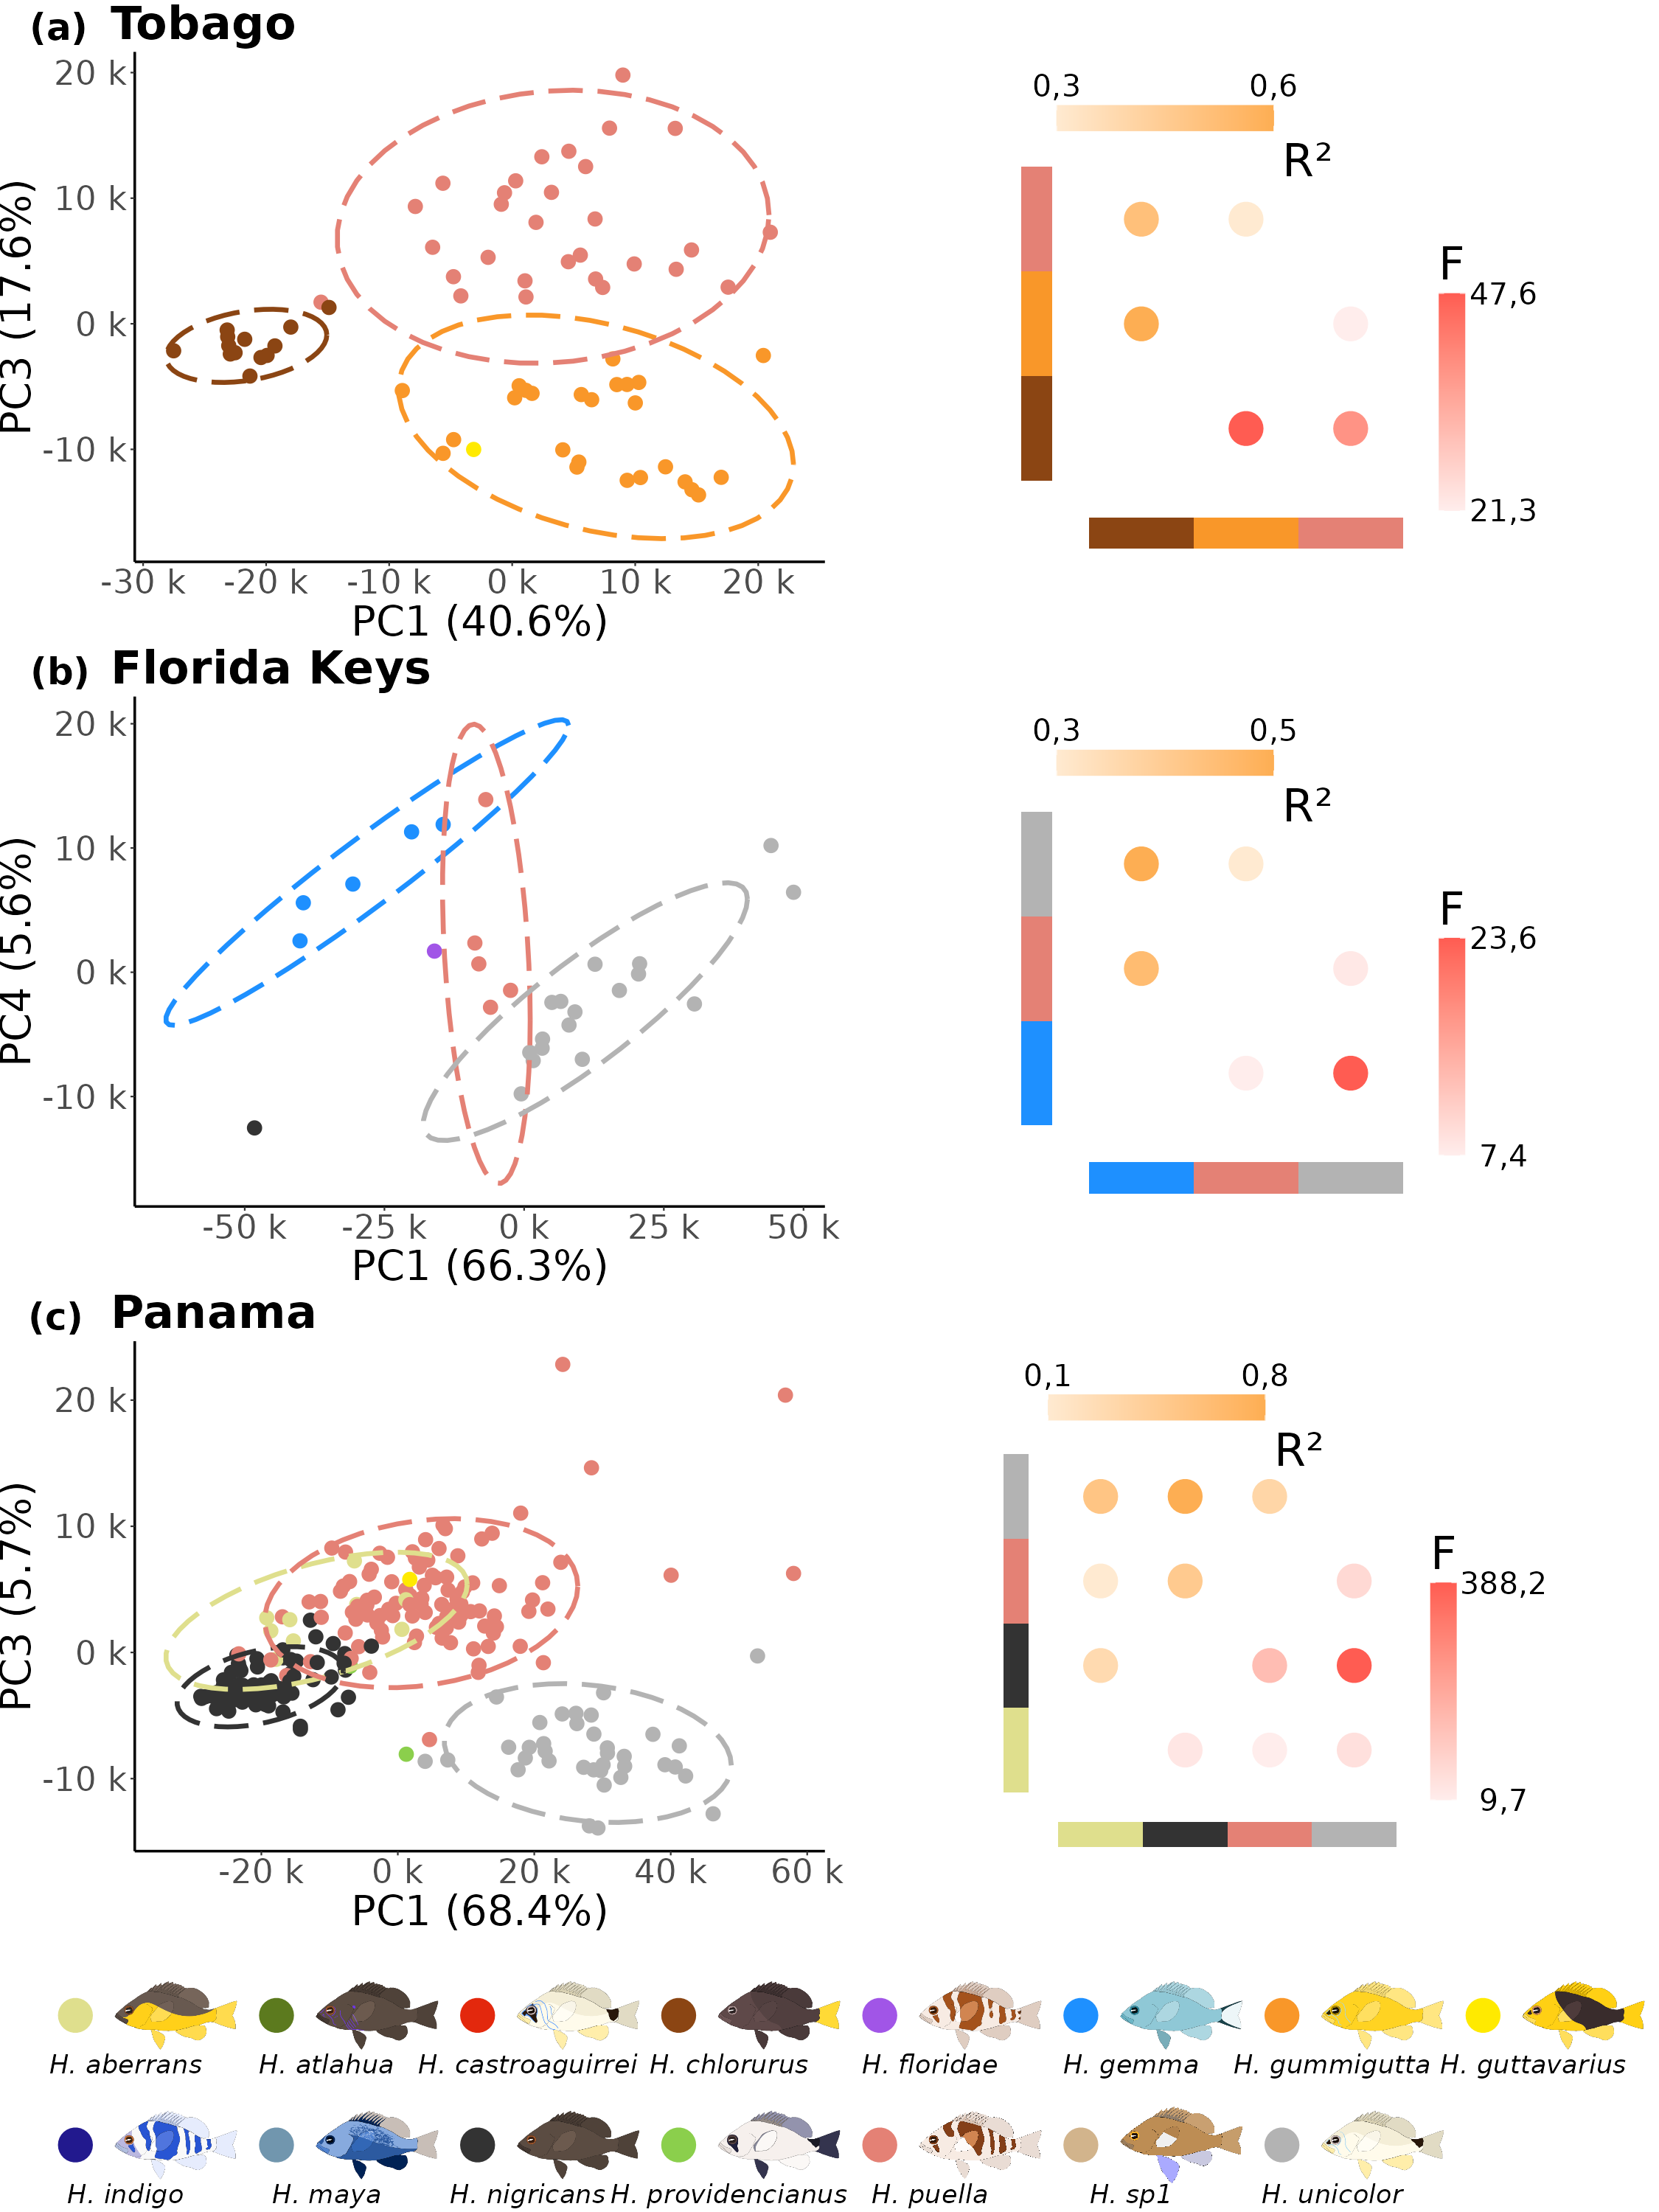 (a) Tobago
20 k
10 k
0 k
-10 k
PC3 (17.6%)
-30 k -20 k -10 k 0 k 10 k 20 k
PC1 (40.6%)
0,3 0,6
R²
F
47,6
21,3
(b) Florida Keys
20 k
10 k
0 k
-10 k
PC4 (5.6%)
-50 k -25 k 0 k 25 k 50 k
PC1 (66.3%)
0,3 0,5
R²
F
23,6
7,4
(c) Panama
20 k
10 k
0 k
-10 k
PC3 (5.7%)
-20 k 0 k 20 k 40 k 60 k
PC1 (68.4%)
0,1 0,8
R²
F
388,2
9,7
H. aberrans H. atlahua H. castroaguirrei H. chlorurus H. floridae H. gemma H. gummigutta H. guttavarius
H. indigo H. maya H. nigricans H. providencianus H. puella H. sp1 H. unicolor